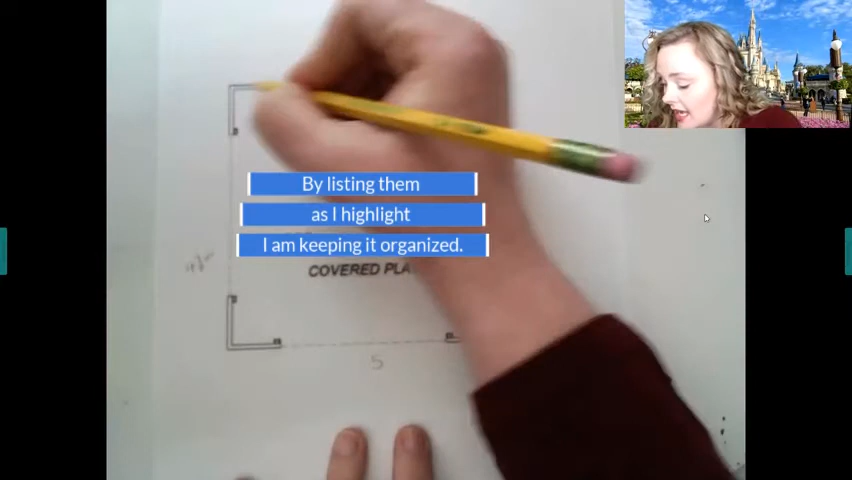 By listing them
as I highlight
I am keeping it organized.
COVERED PLA
5